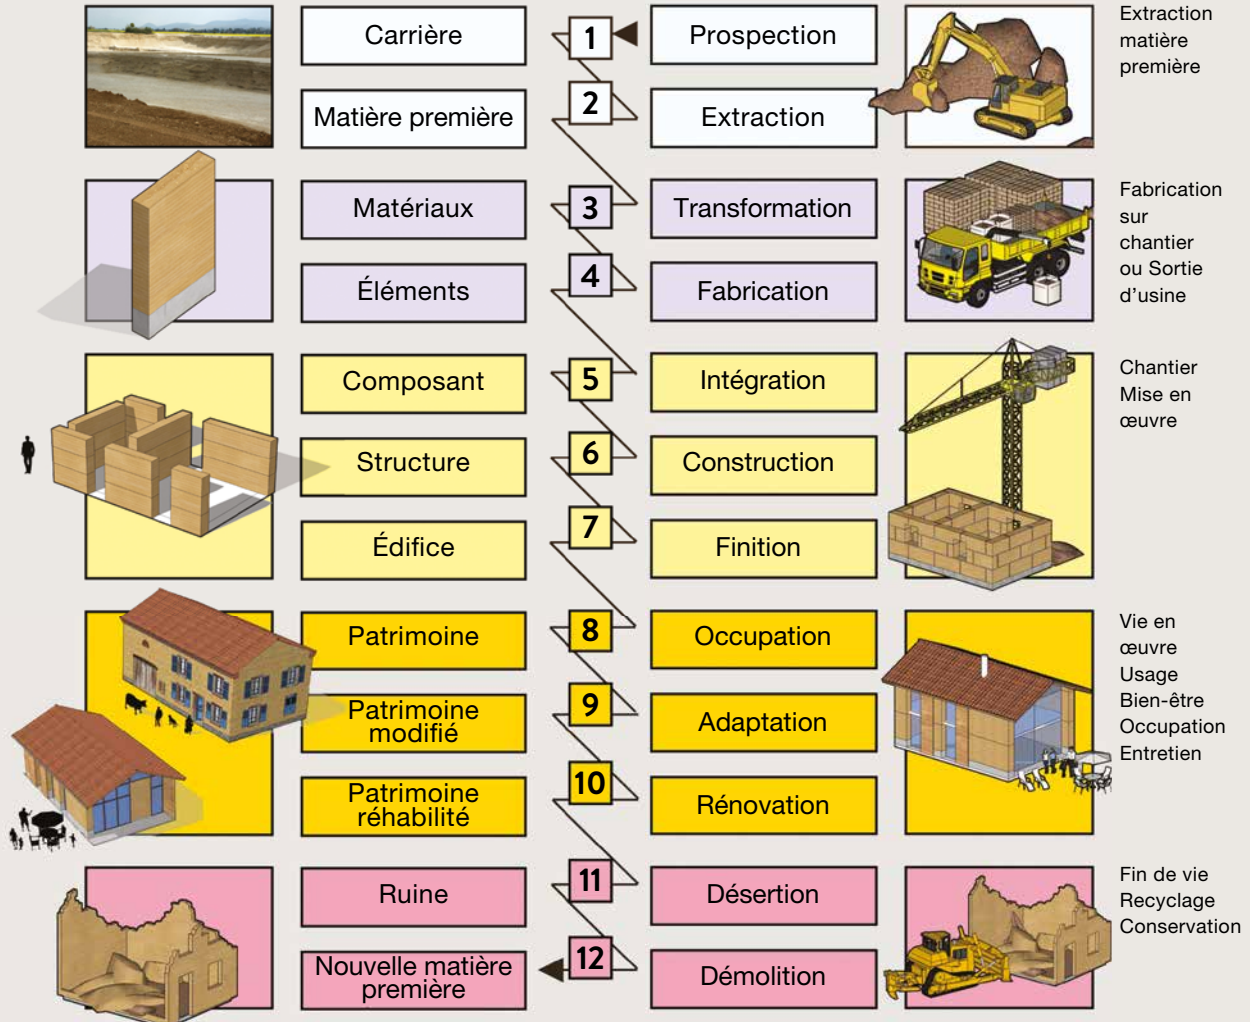 Carrière
1
Prospection
Extraction
matière
première
Matière première
2
Extraction
Matériaux
3
Transformation
Fabrication
sur
chantier
ou Sortie
d'usine
Éléments
4
Fabrication
Composant
5
Intégration
Chantier
Mise en
œuvre
Structure
6
Construction
Édifice
7
Finition
Patrimoine
8
Occupation
Vie en
œuvre
Usage
Bien-être
Occupation
Entretien
Patrimoine
modifié
9
Adaptation
Patrimoine
réhabilité
10
Rénovation
Ruine
11
Désertion
Fin de vie
Recyclage
Conservation
Nouvelle matière
première
12
Démolition